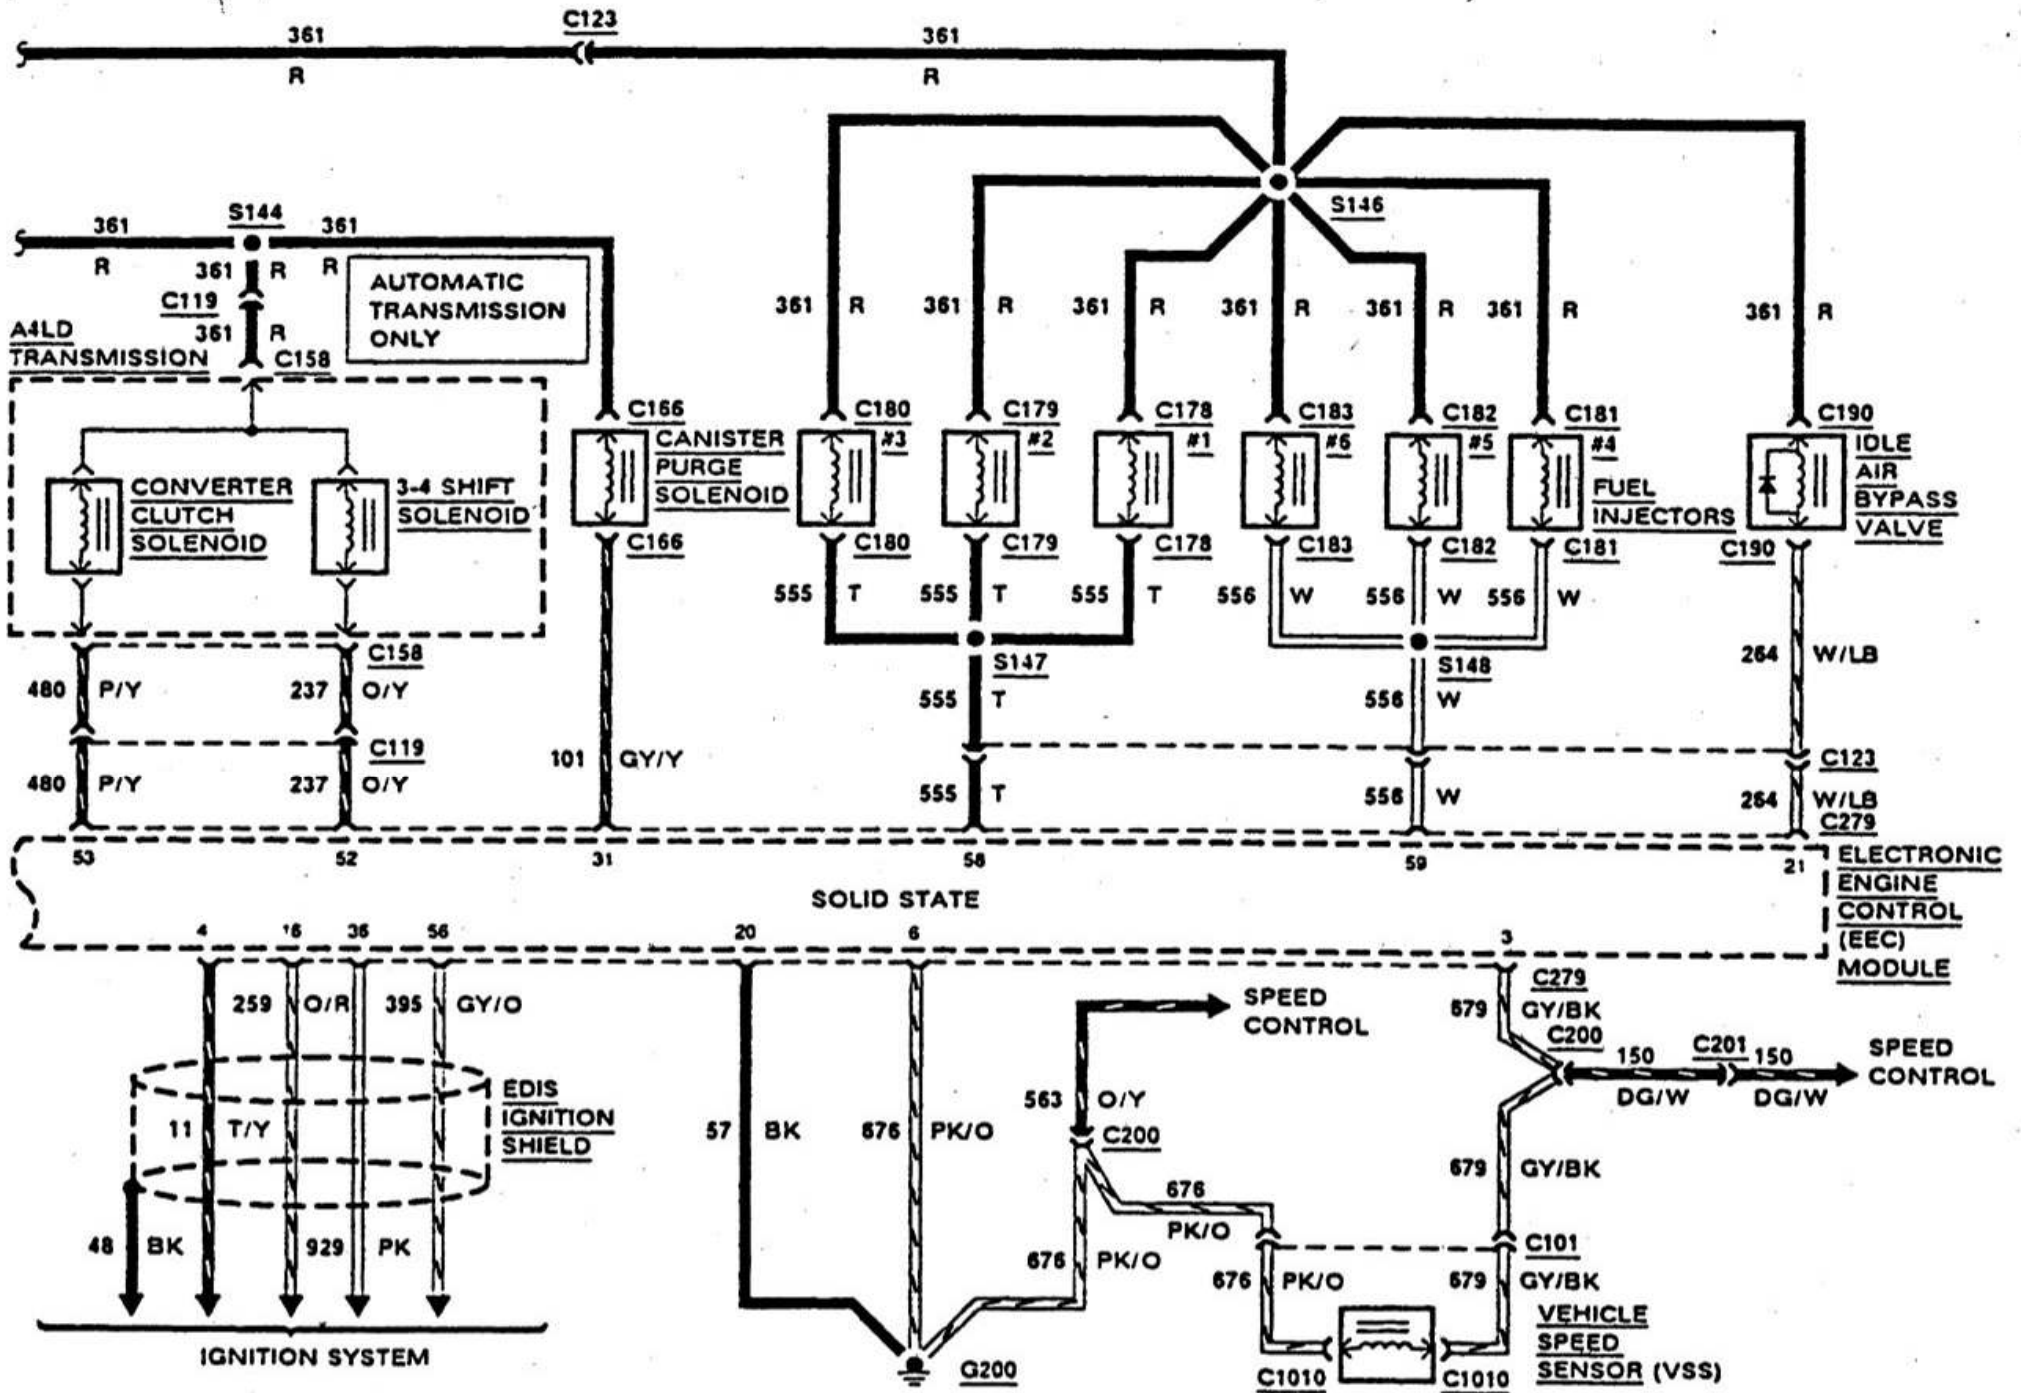 C123
361 361
R R
S146
S144
361 361
R 361 R R
C119
361 R
C158
A4LD
TRANSMISSION
AUTOMATIC
TRANSMISSION
ONLY
361 R 361 R 361 R 361 R 361 R 361 R 361 R
C166 C180 C179 C178 C183 C182 C181 C190
#3 #2 #1 #6 #5 #4
CANISTER
PURGE
SOLENOID
CONVERTER
CLUTCH
SOLENOID
3-4 SHIFT
SOLENOID
FUEL
INJECTORS
IDLE
AIR
BYPASS
VALVE
C166 C180 C179 C178 C183 C182 C181 C190
555 T 555 T 555 T 556 W 556 W 556 W
S147 S148
C158
264 W/LB
480 P/Y 237 O/Y
555 T 556 W
C119
101 GY/Y
C123
480 P/Y 237 O/Y
555 T 556 W 264 W/LB
C279
53 52 31 58 59 21
ELECTRONIC
ENGINE
CONTROL
(EEC)
MODULE
SOLID STATE
4 16 36 56 20 6 3
C279
259 O/R 395 GY/O
SPEED
CONTROL
679 GY/BK
C200
150 C201 150
DG/W DG/W
SPEED
CONTROL
EDIS
IGNITION
SHIELD
11 T/Y
57 BK 676 PK/O
563 O/Y
C200
679 GY/BK
676
PK/O
48 BK 929 PK
676 PK/O
C101
676 PK/O 679 GY/BK
VEHICLE
SPEED
SENSOR (VSS)
IGNITION SYSTEM
G200
C1010 C1010